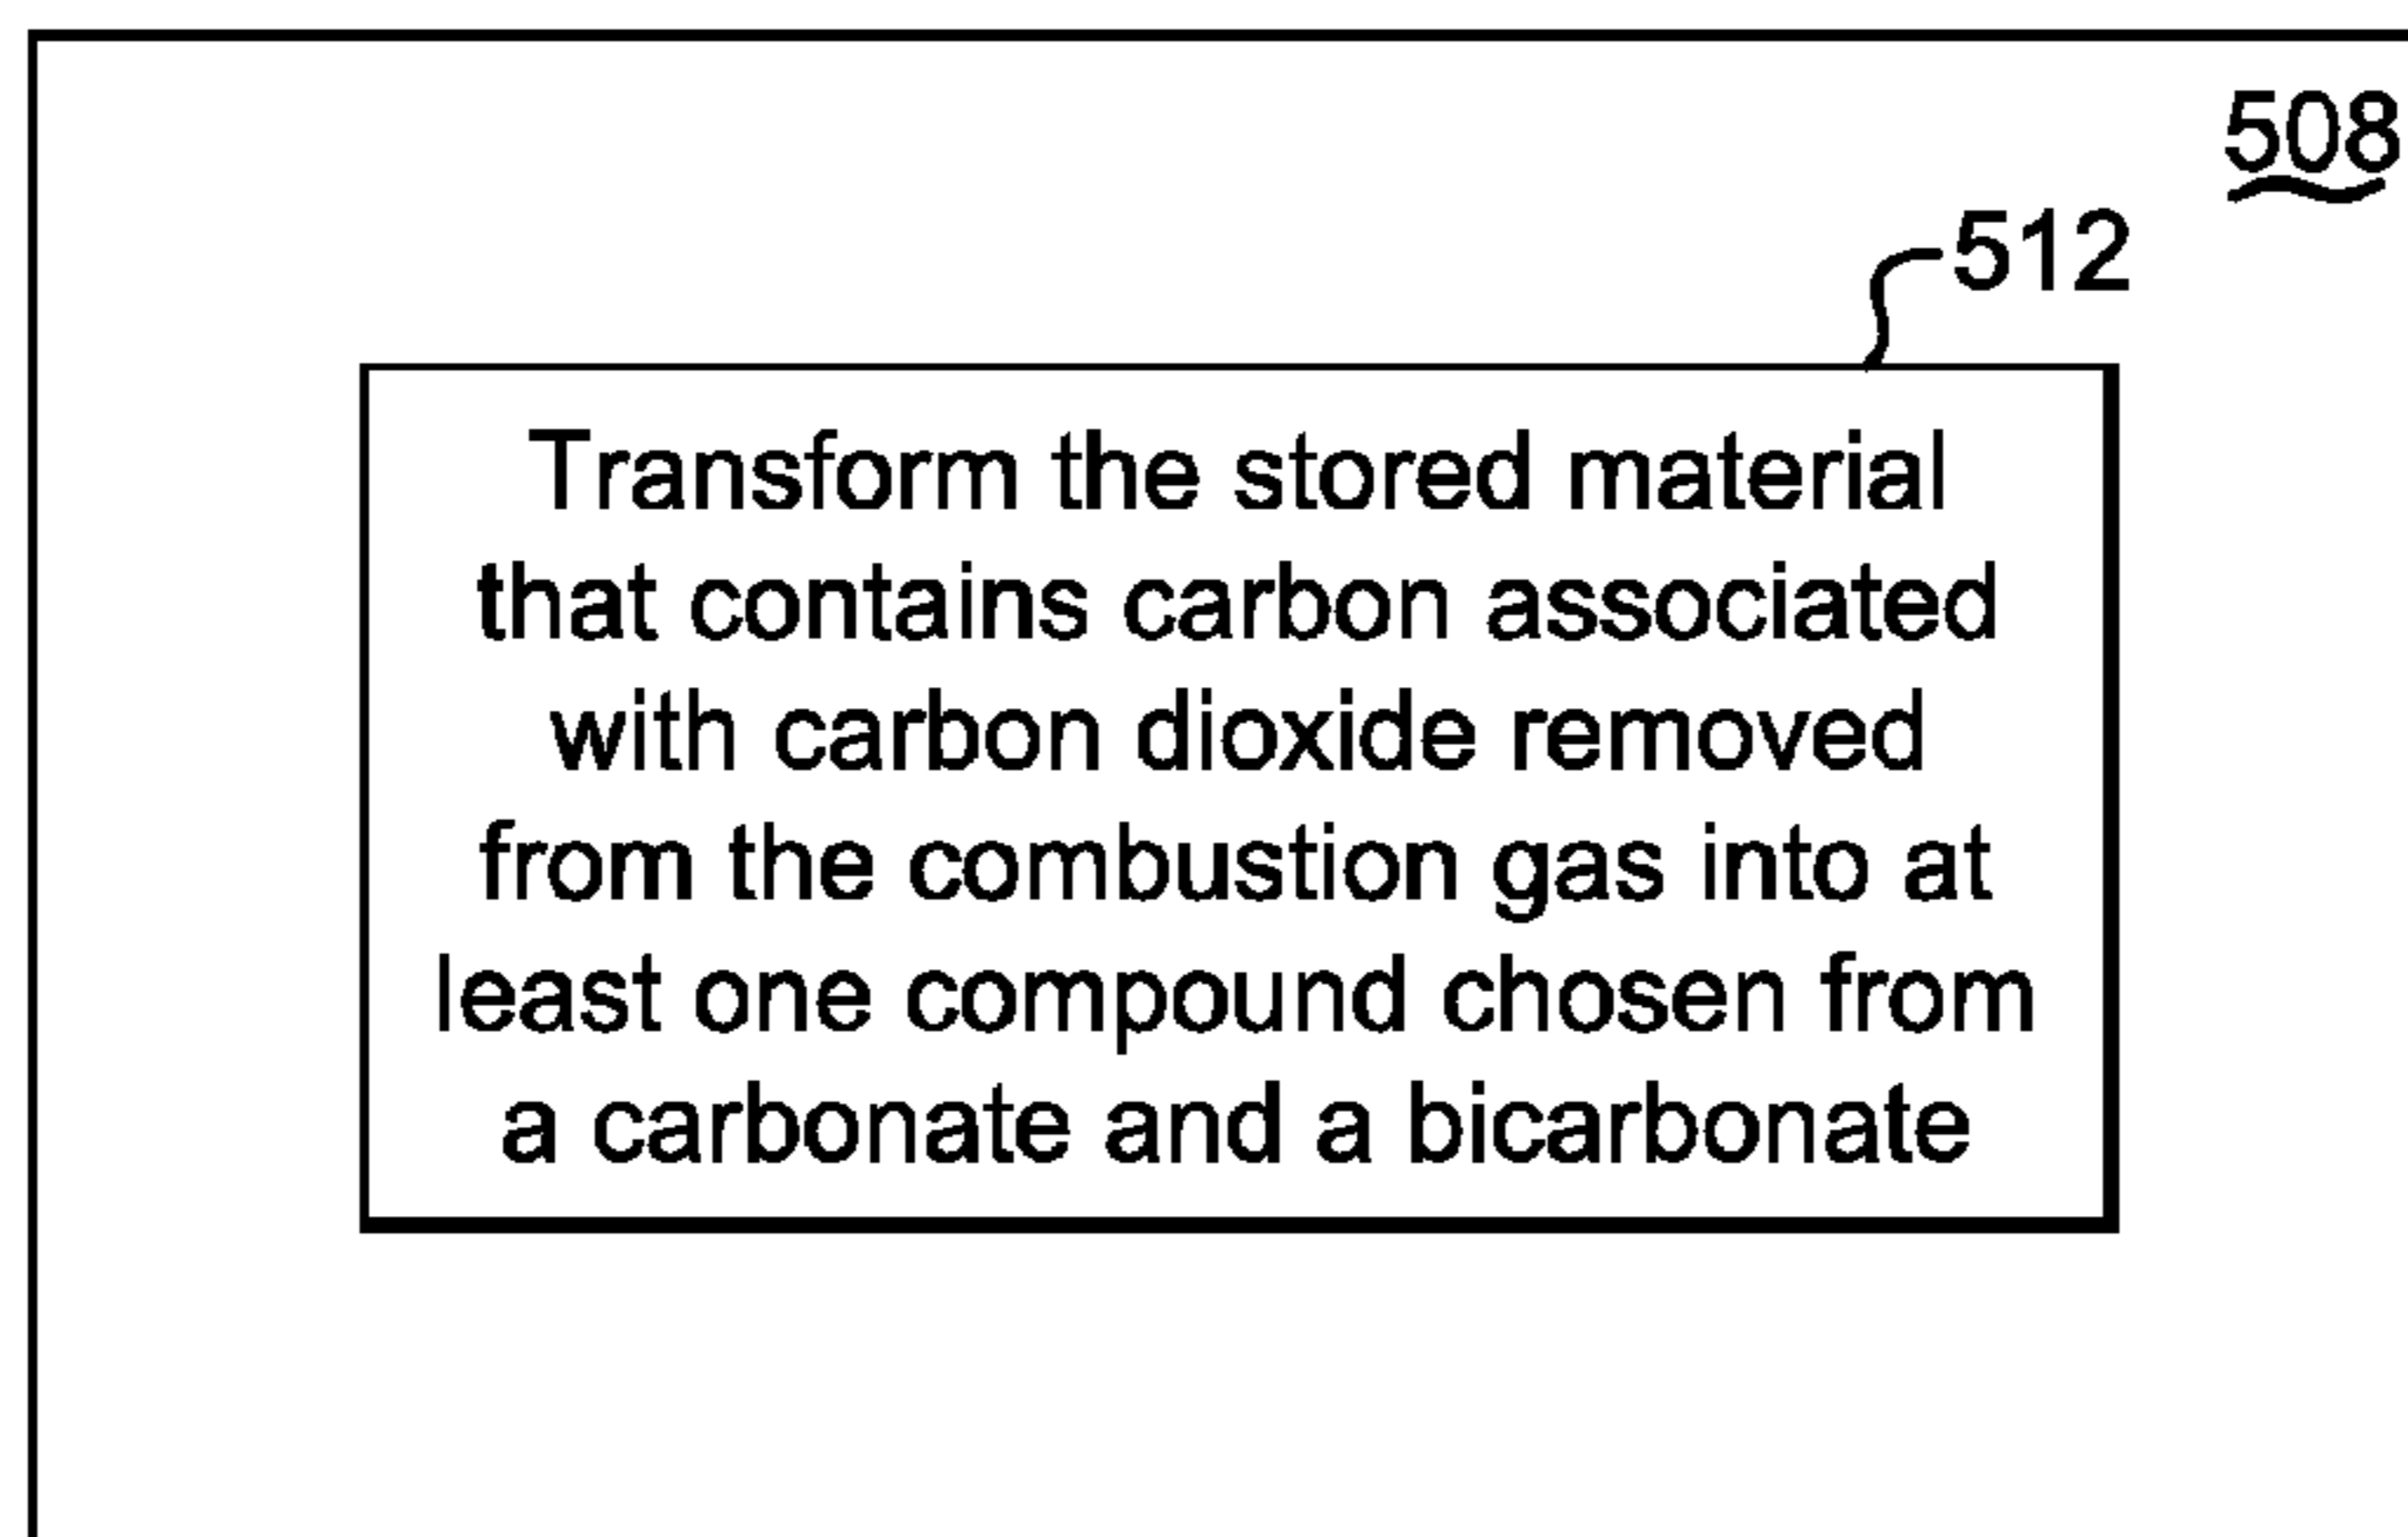 508
512
Transform the stored material
that contains carbon associated
with carbon dioxide removed
from the combustion gas into at
least one compound chosen from
a carbonate and a bicarbonate